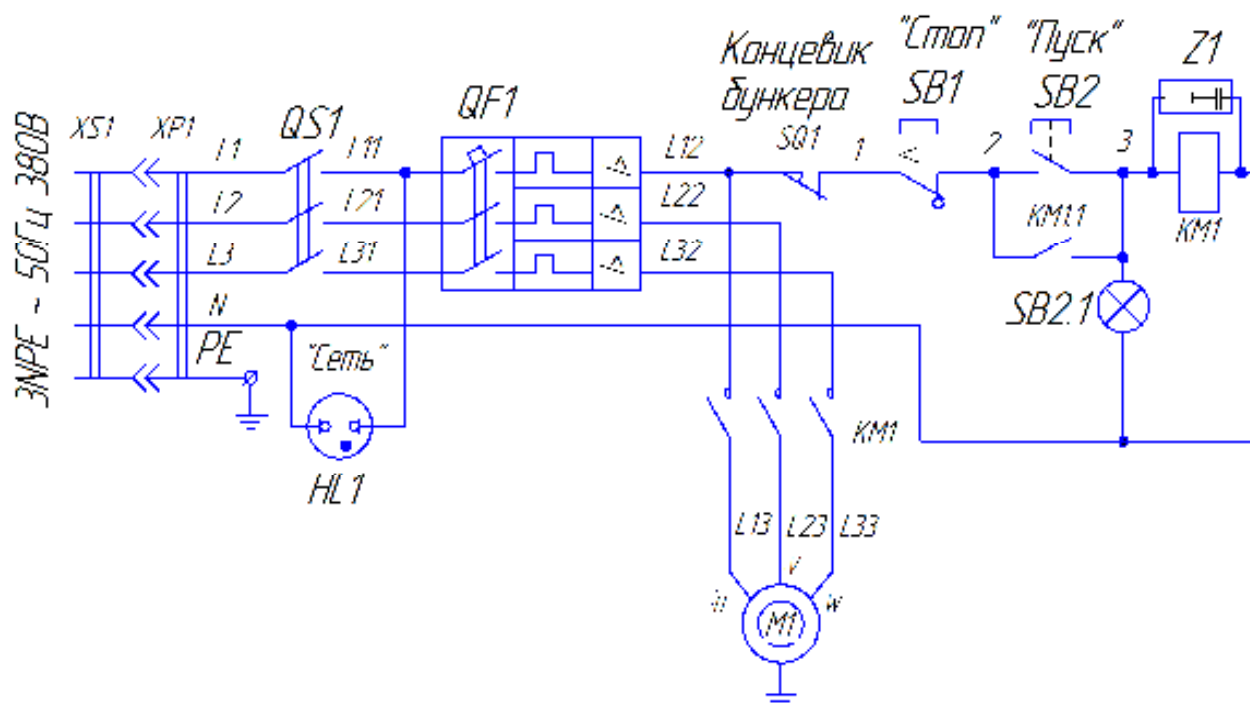 3NPE ~ 50Гц 380В
XS1
XP1
L1
QS1
L11
QF1
L12
Концевик
бункера
SQ1
1
"Стоп"
SB1
2
"Пуск"
SB2
3
Z1
L2
L21
L22
KM1.1
KM1
L3
L31
L32
N
PE
"Сеть"
HL1
SB2.1
KM1
L13
L23
L33
V
W
M1